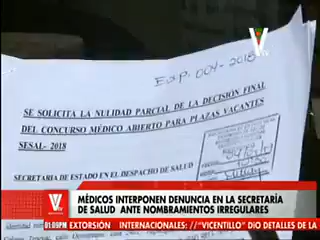 V
EXP-004-2018
SE SOLICITA LA NULIDAD PARCIAL DE LA DECISIÓN FINAL
DEL CONCURSO MÉDICO ABIERTO PARA PLAZAS VACANTES
SESAL- 2018
SECRETARIA DE ESTADO EN EL DESPACHO DE SALUD
MÉDICOS INTERPONEN DENUNCIA EN LA SECRETARÍA
DE SALUD ANTE NOMBRAMIENTOS IRREGULARES
01:09PM EXTORSIÓN INTERNACIONALES: //"VICENTILLO" DIO DETALLES DE LA